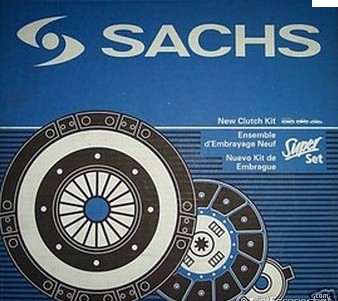 SACHS
New Clutch Kit
Ensemble
d'Embrayage Neuf
Nuevo Kit de
Embrague
Super
Set